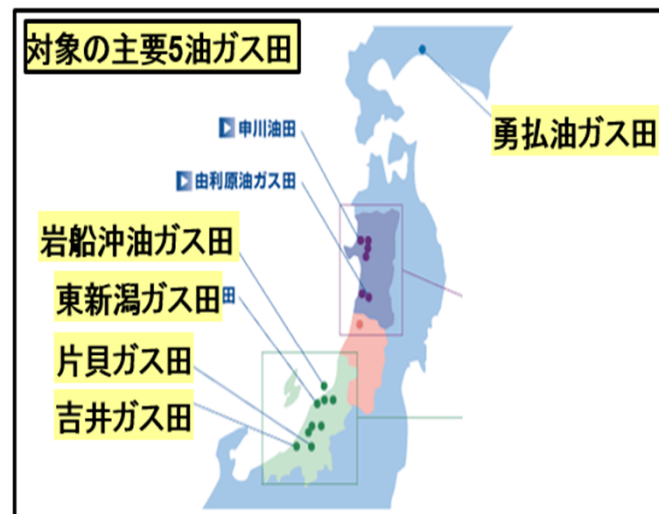 対象の主要5油ガス田
申川油田
勇払油ガス田
由利原油ガス田
岩船沖油ガス田
東新潟ガス田
田
片貝ガス田
吉井ガス田